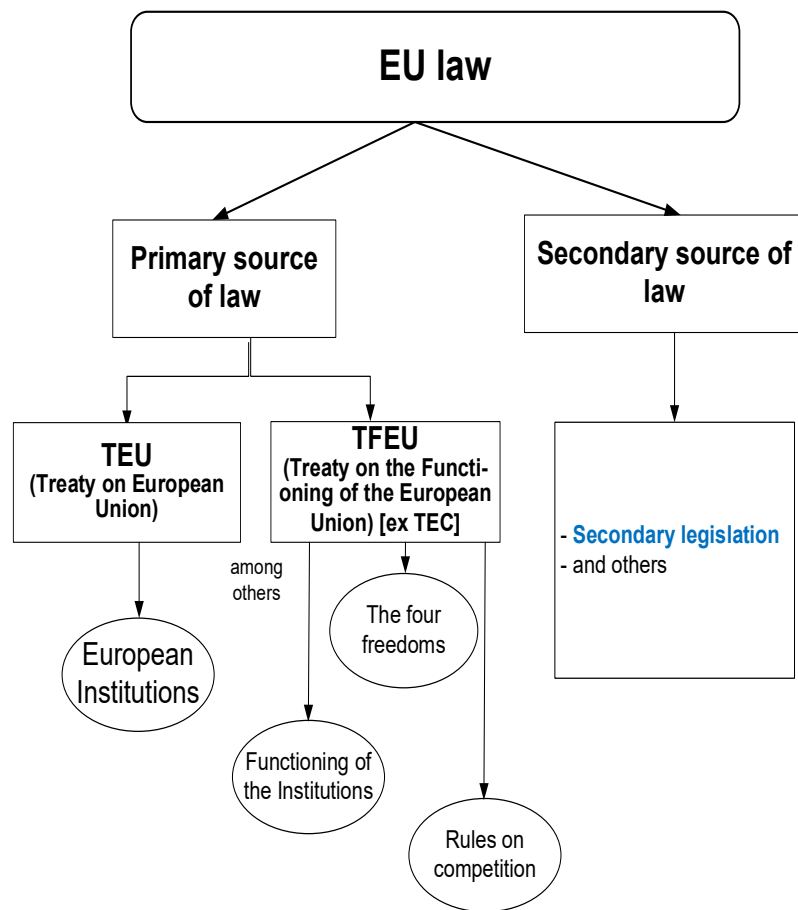 EU law
Primary source
of law
Secondary source of
law
TEU
(Treaty on European
Union)
TFEU
(Treaty on the Functi-
oning of the European
Union) [ex TEC]
- Secondary legislation
- and others
among
others
The four
freedoms
European
Institutions
Functioning of
the Institutions
Rules on
competition